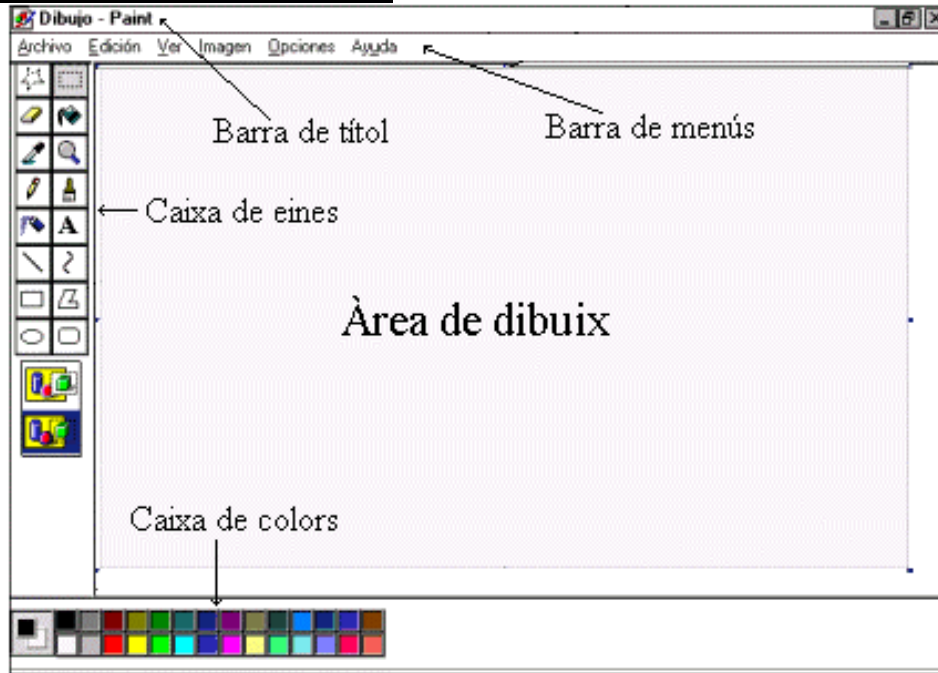 Dibujo - Paint
Archivo Edición Ver Imagen Opciones Ayuda
Barra de títol
Barra de menús
Caixa de eines
A
Àrea de dibuix
Caixa de colors